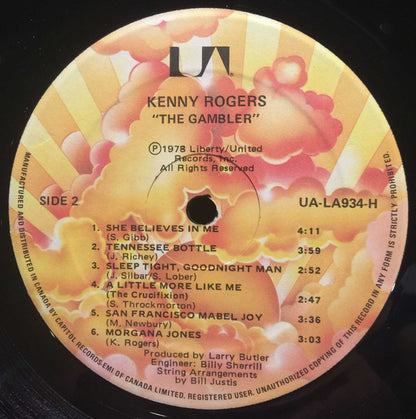 UA
KENNY ROGERS
"THE GAMBLER"
Ⓟ1978 Liberty/United
Records, Inc.
All Rights Reserved
SIDE 2
UA-LA934-H
1. SHE BELIEVES IN ME 4:11
(S. Gibb)
2. TENNESSEE BOTTLE 3:59
(J. Richey)
3. SLEEP TIGHT, GOODNIGHT MAN 2:52
(J. Silbar/S. Lober)
4. A LITTLE MORE LIKE ME
(The Crucifixion) 2:47
(S. Throckmorton)
5. SAN FRANCISCO MABEL JOY 3:36
(M. Newbury)
6. MORGANA JONES 3:03
(K. Rogers)
Produced by Larry Butler
Engineer: Billy Sherrill
String Arrangements
by Bill Justis
MANUFACTURED AND DISTRIBUTED IN CANADA BY CAPITOL RECORDS-EMI OF CANADA LIMITED. REGISTERED USER. UNAUTHORIZED COPYING OF THIS RECORD IN ANY FORM IS STRICTLY PROHIBITED.